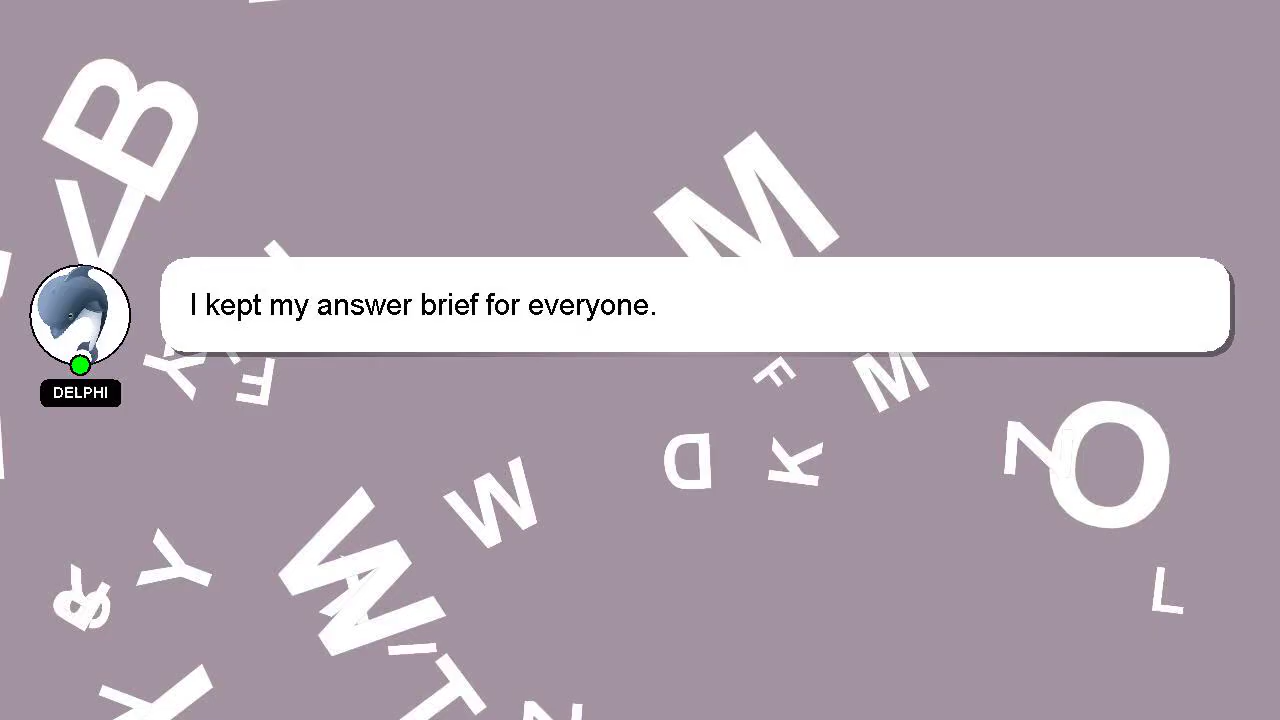 I kept my answer brief for everyone.
DELPHI
B
V
M
F
M
Y
F
D
K
N
O
W
W
Y
R
L
I
T
N